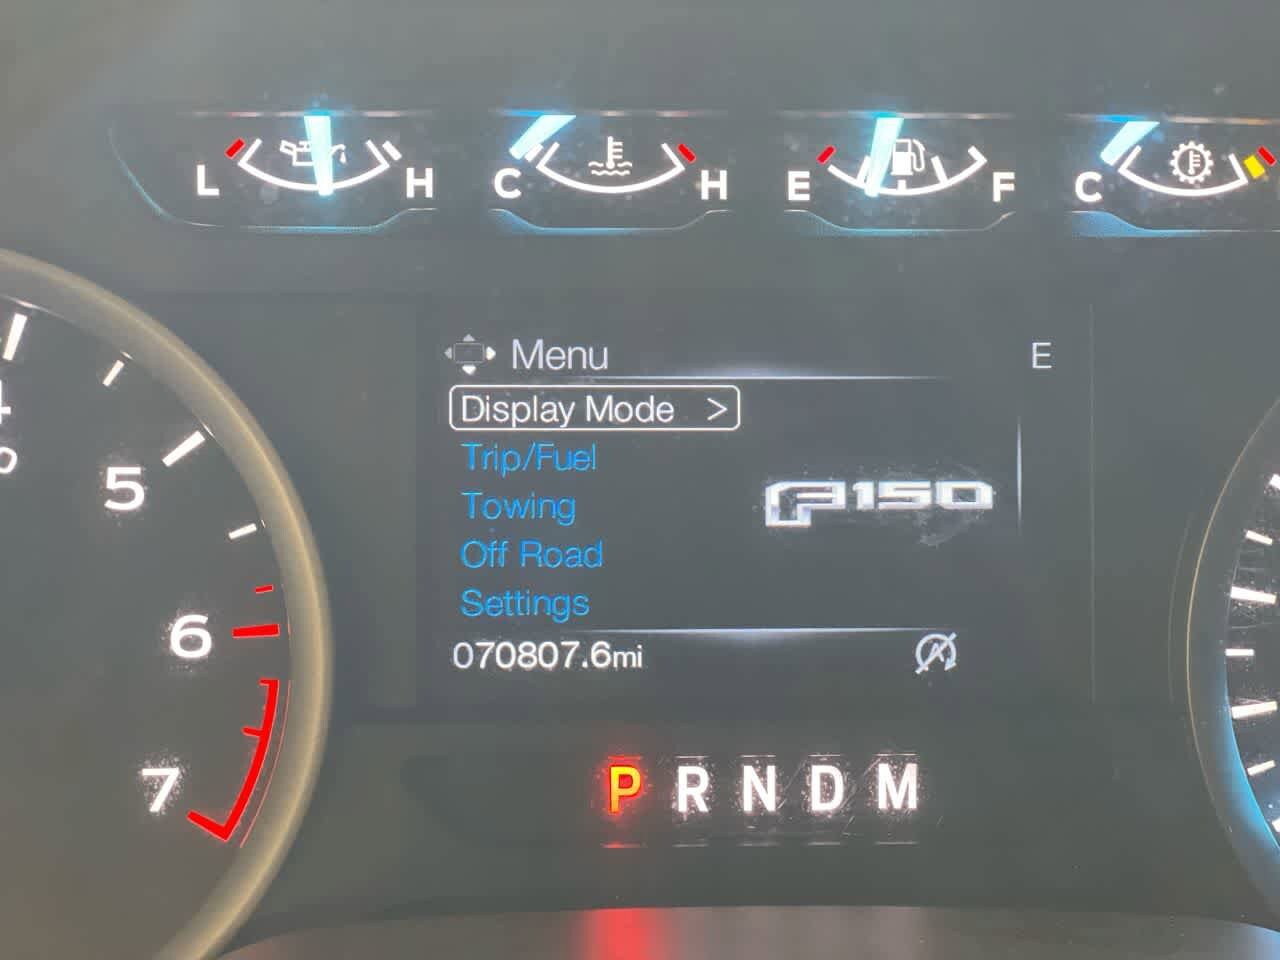 L H C H E F C
Menu E
Display Mode >
Trip/Fuel
Towing
Off Road
Settings
F150
070807.6mi
5
6
7
P R N D M